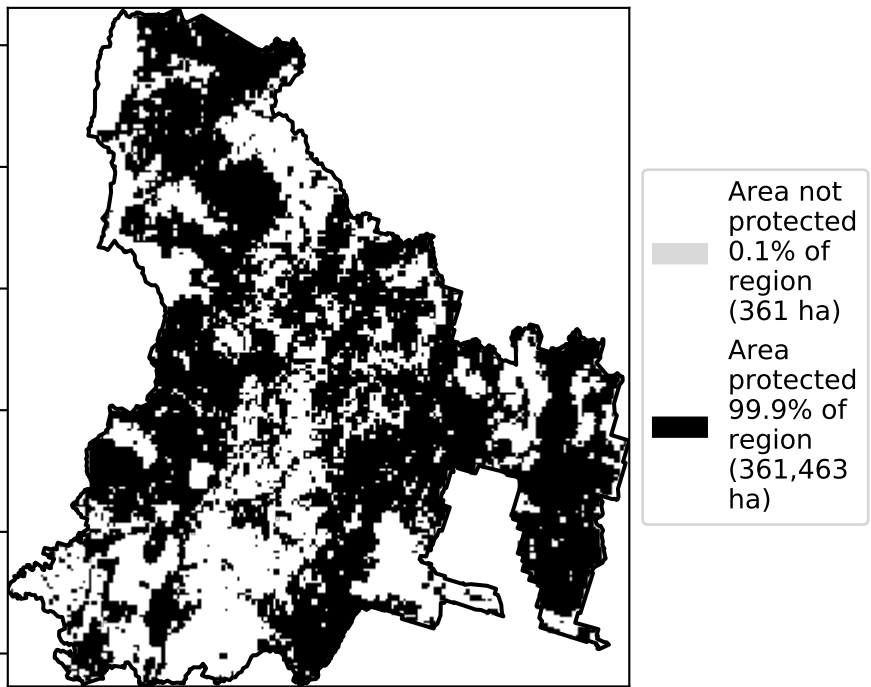 Area not
protected
0.1% of
region
(361 ha)
Area
protected
99.9% of
region
(361,463
ha)